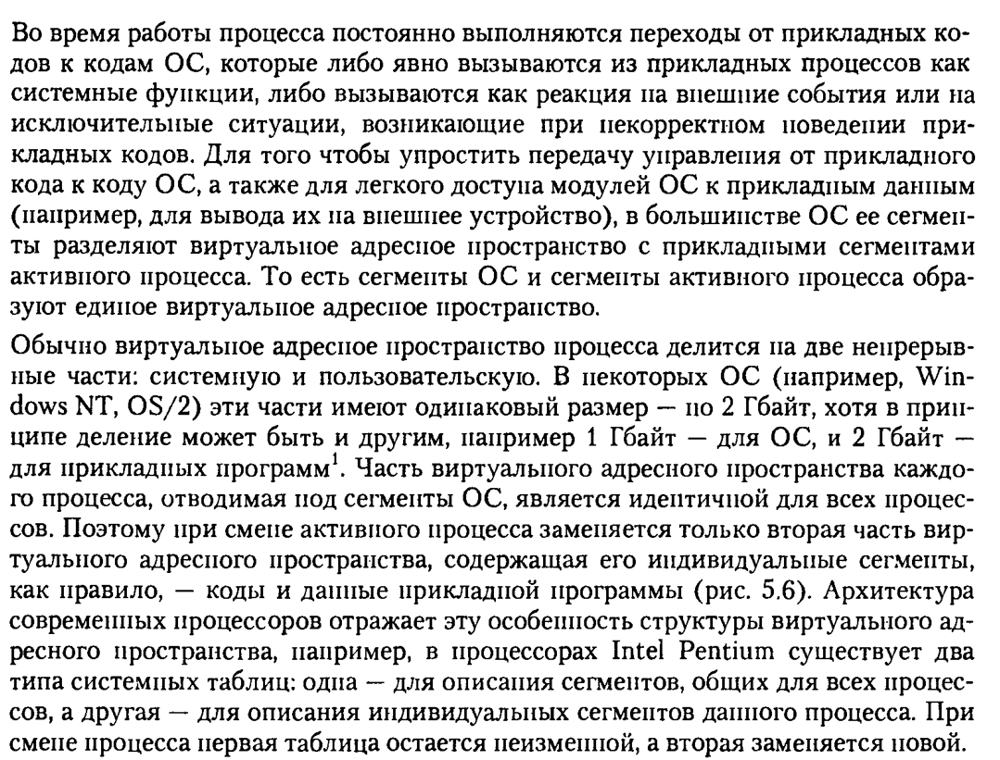 Во время работы процесса постоянно выполняются переходы от прикладных ко-
дов к кодам ОС, которые либо явно вызываются из прикладных процессов как
системные функции, либо вызываются как реакция на внешние события или на
исключительные ситуации, возникающие при некорректном поведении при-
кладных кодов. Для того чтобы упростить передачу управления от прикладного
кода к коду ОС, а также для легкого доступа модулей ОС к прикладным данным
(например, для вывода их на внешнее устройство), в большинстве ОС ее сегмен-
ты разделяют виртуальное адресное пространство с прикладными сегментами
активного процесса. То есть сегменты ОС и сегменты активного процесса обра-
зуют единое виртуальное адресное пространство.
Обычно виртуальное адресное пространство процесса делится на две непрерыв-
ные части: системную и пользовательскую. В некоторых ОС (например, Win-
dows NT, OS/2) эти части имеют одинаковый размер — по 2 Гбайт, хотя в прин-
ципе деление может быть и другим, например 1 Гбайт — для ОС, и 2 Гбайт —
для прикладных программ¹. Часть виртуального адресного пространства каждо-
го процесса, отводимая под сегменты ОС, является идентичной для всех процес-
сов. Поэтому при смене активного процесса заменяется только вторая часть вир-
туального адресного пространства, содержащая его индивидуальные сегменты,
как правило, — коды и данные прикладной программы (рис. 5.6). Архитектура
современных процессоров отражает эту особенность структуры виртуального ад-
ресного пространства, например, в процессорах Intel Pentium существует два
типа системных таблиц: одна — для описания сегментов, общих для всех процес-
сов, а другая — для описания индивидуальных сегментов данного процесса. При
смене процесса первая таблица остается неизменной, а вторая заменяется новой.